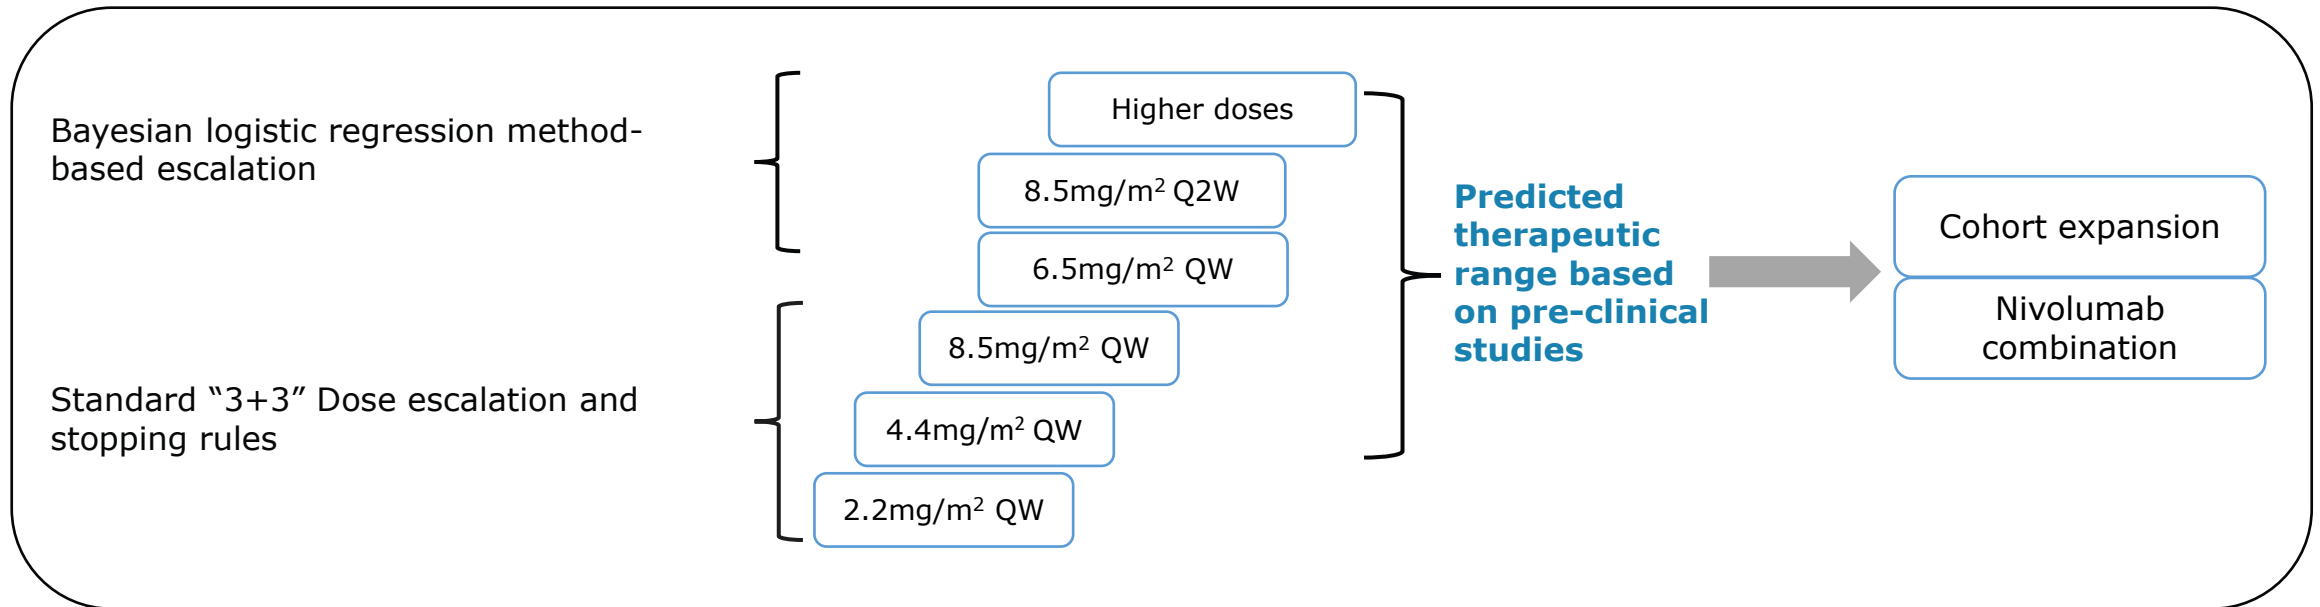 Bayesian logistic regression method-
based escalation
Standard “3+3” Dose escalation and
stopping rules
Higher doses
8.5mg/m² Q2W
6.5mg/m² QW
8.5mg/m² QW
4.4mg/m² QW
2.2mg/m² QW
Predicted
therapeutic
range based
on pre-clinical
studies
Cohort expansion
Nivolumab
combination